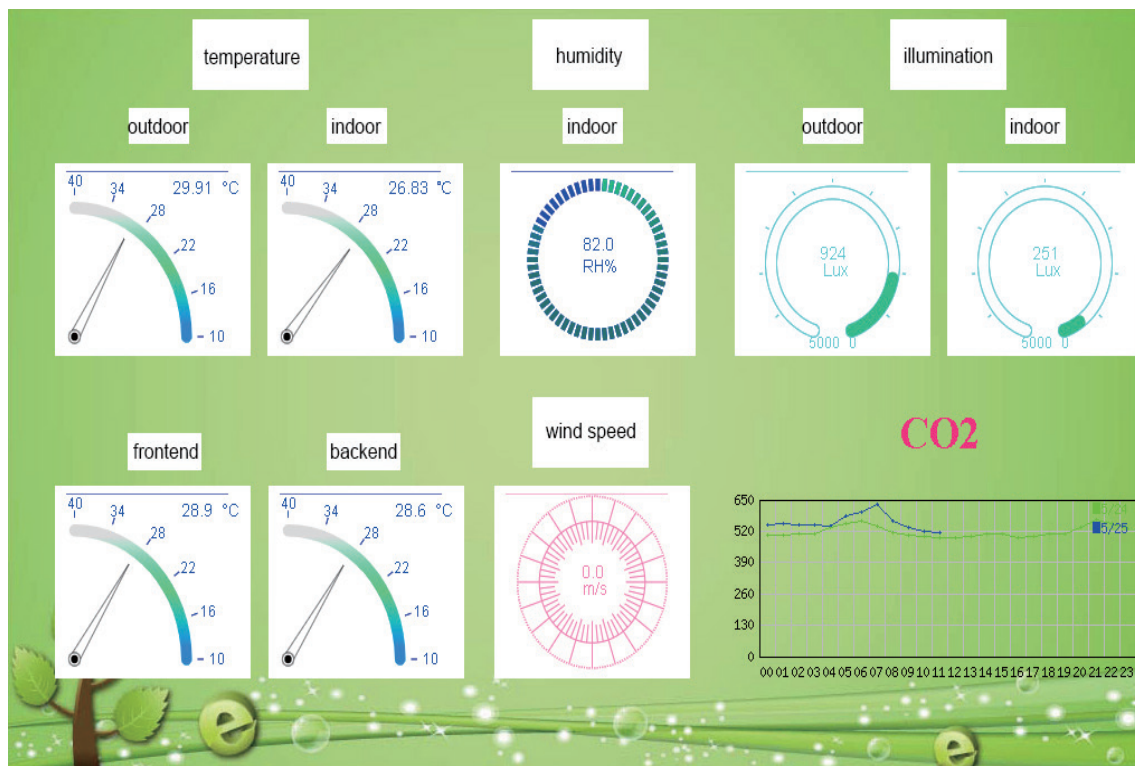 temperature
humidity
illumination
outdoor
indoor
indoor
outdoor
indoor
40
34
29.91 °C
28
22
16
10
40
34
26.83 °C
28
22
16
10
82.0
RH%
924
Lux
5000 0
251
Lux
5000 0
frontend
backend
wind speed
CO2
40
34
28.9 °C
28
22
16
10
40
34
28.6 °C
28
22
16
10
0.0
m/s
650
520
390
260
130
0
5/24
5/25
00 01 02 03 04 05 06 07 08 09 10 11 12 13 14 15 16 17 18 19 20 21 22 23
e
e